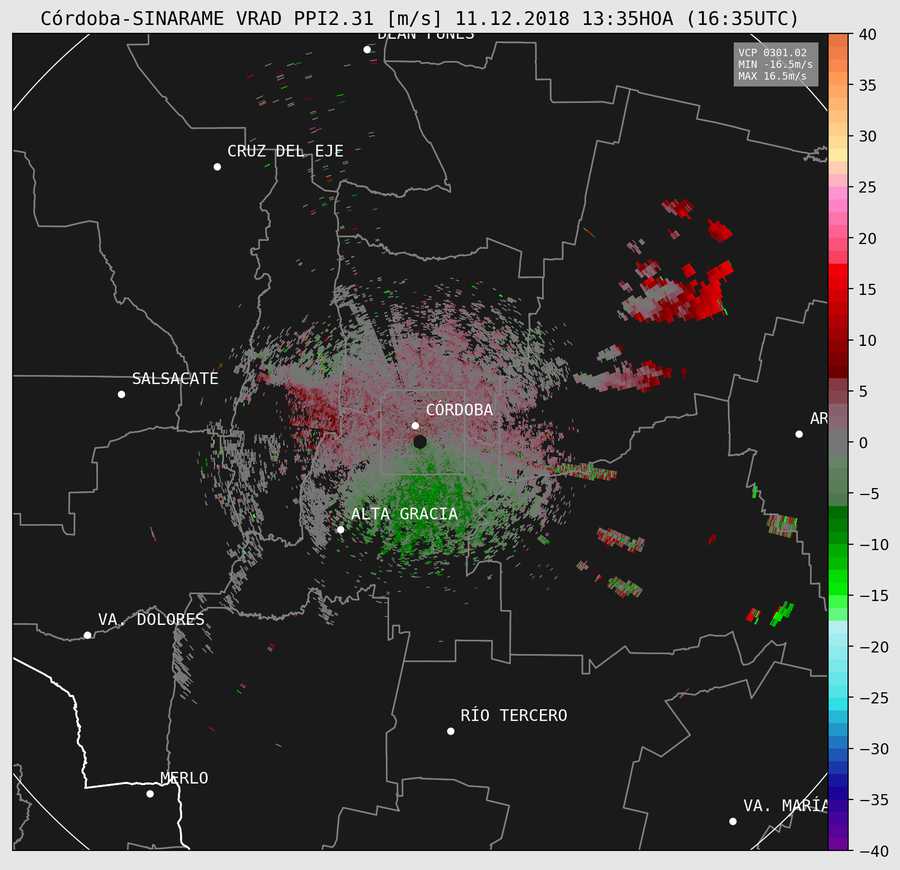 Córdoba-SINARAME VRAD PPI2.31 [m/s] 11.12.2018 13:35HOA (16:35UTC)
DEÁN FUNES
VCP 0301.02
MIN -16.5m/s
MAX 16.5m/s
CRUZ DEL EJE
SALSACATE
CÓRDOBA
AR
ALTA GRACIA
VA. DOLORES
RÍO TERCERO
MERLO
VA. MARÍA
40
35
30
25
20
15
10
5
0
−5
−10
−15
−20
−25
−30
−35
−40